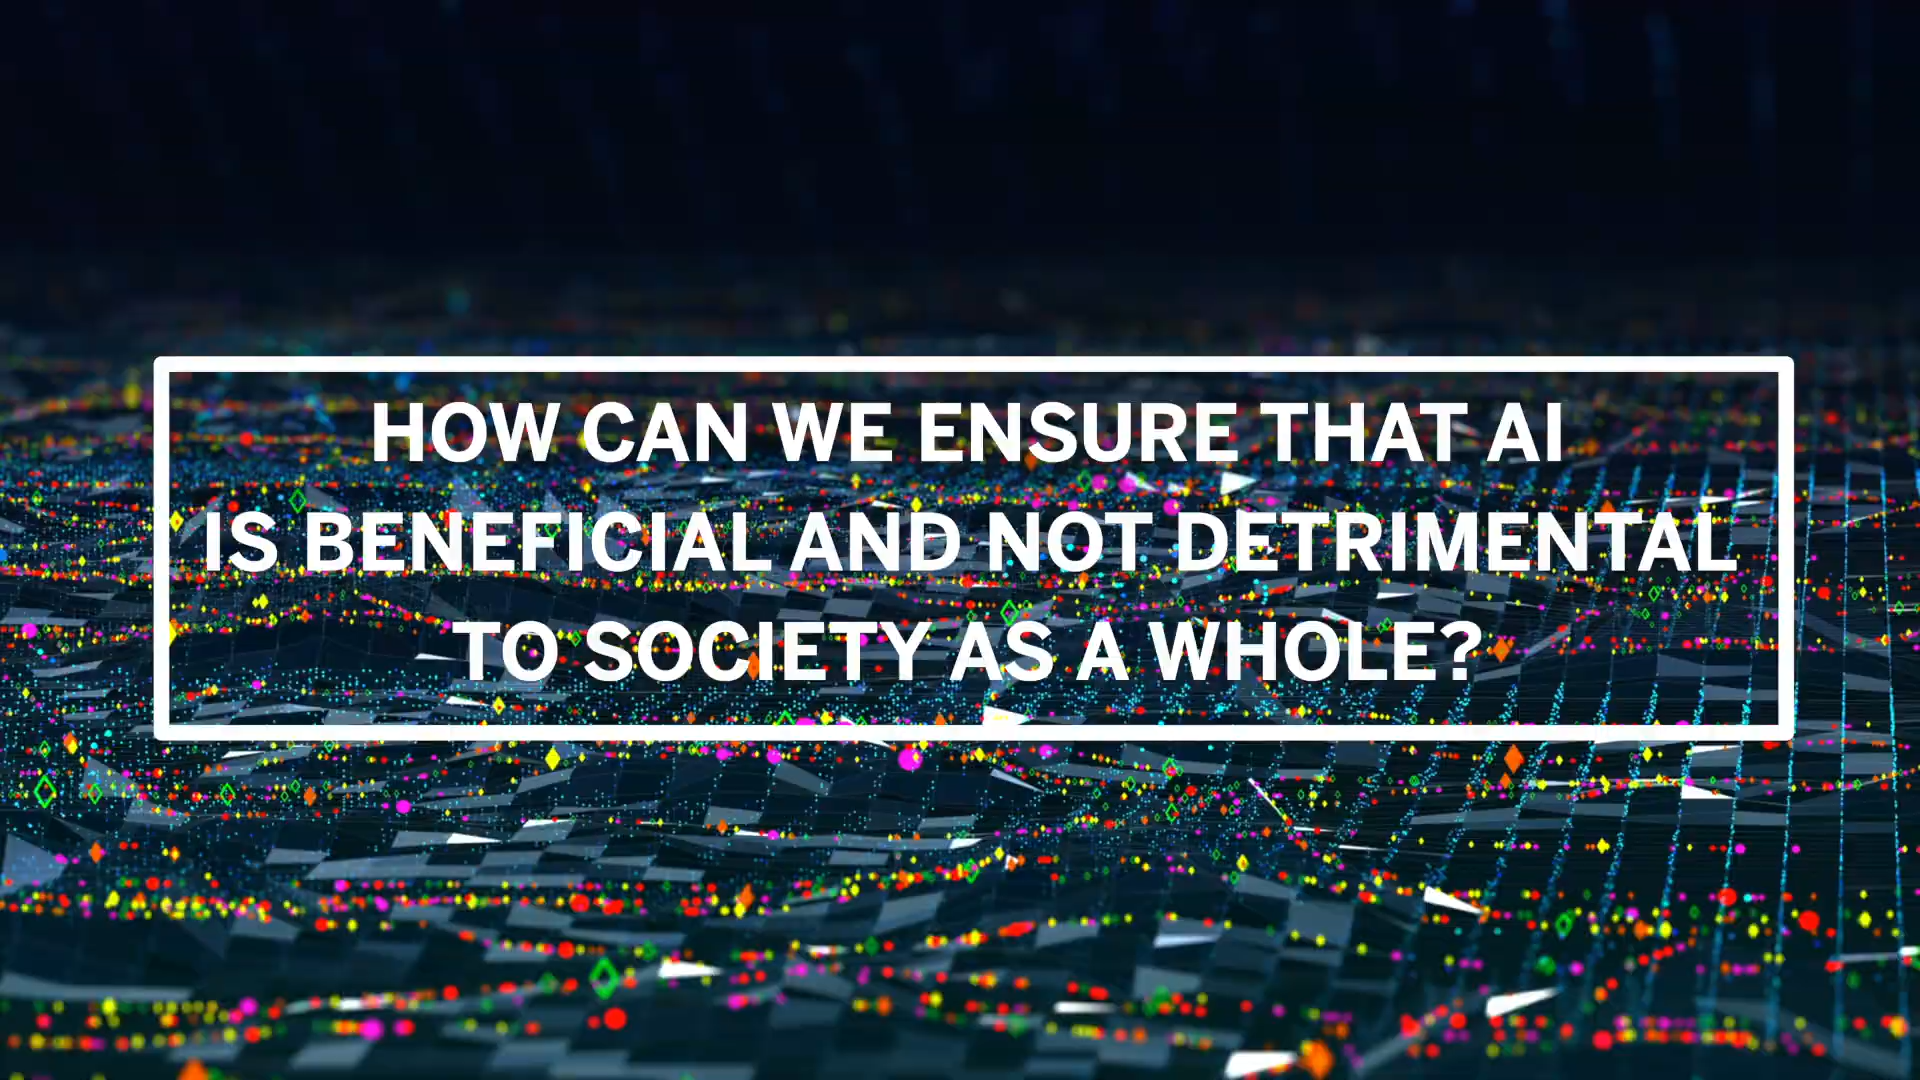 HOW CAN WE ENSURE THAT AI
IS BENEFICIAL AND NOT DETRIMENTAL
TO SOCIETY AS A WHOLE?